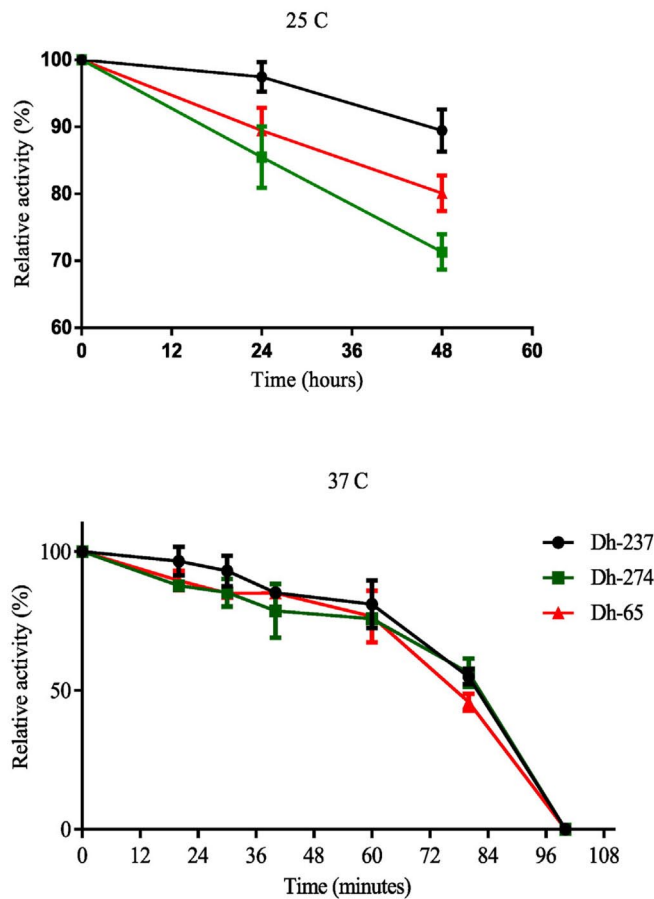 25 C
Relative activity (%)
100
90
80
70
60
0 12 24 36 48 60
Time (hours)
37 C
Relative activity (%)
100
50
0
0 12 24 36 48 60 72 84 96 108
Time (minutes)
Dh-237
Dh-274
Dh-65